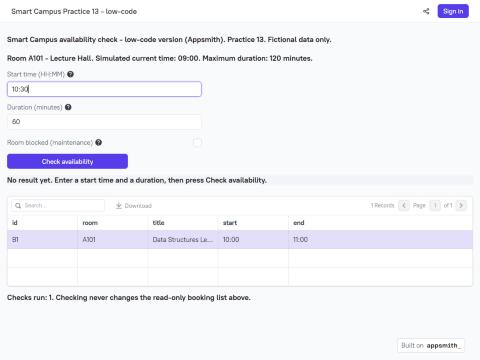 Smart Campus Practice 13 - low-code
Sign in
Smart Campus availability check - low-code version (Appsmith). Practice 13. Fictional data only.
Room A101 - Lecture Hall. Simulated current time: 09:00. Maximum duration: 120 minutes.
Start time (HH:MM)
10:30
Duration (minutes)
60
Room blocked (maintenance)
Check availability
No result yet. Enter a start time and a duration, then press Check availability.
Search... Download 1 Records Page 1 of 1
id room title start end
B1 A101 Data Structures Le... 10:00 11:00
Checks run: 1. Checking never changes the read-only booking list above.
Built on appsmith_